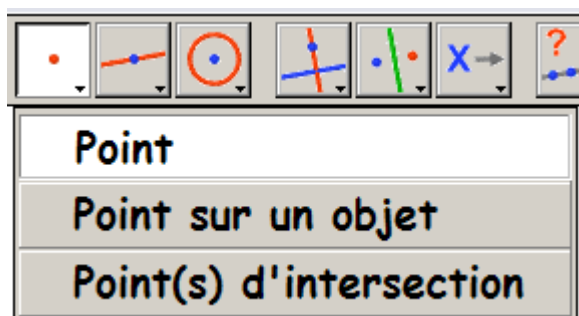 X
?
Point
Point sur un objet
Point(s) d'intersection